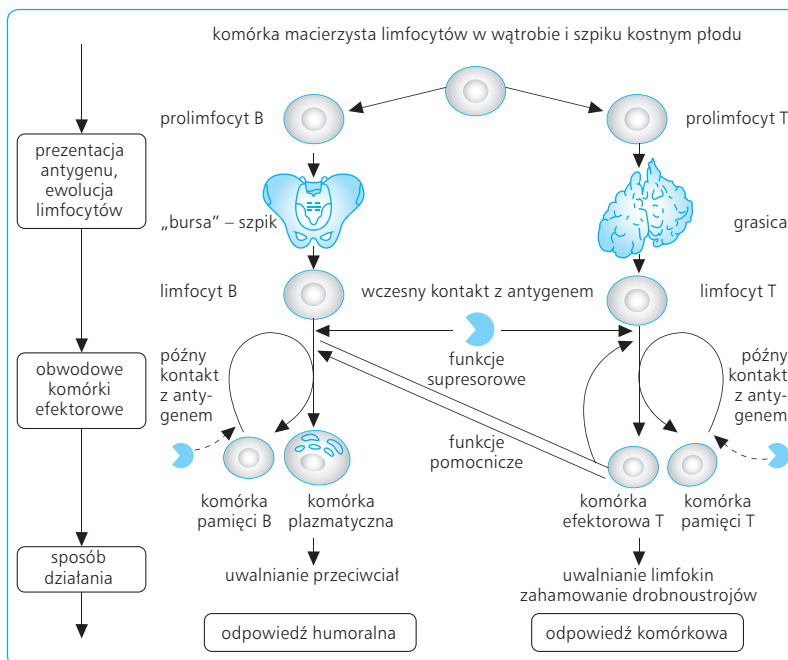 komórka macierzysta limfocytów w wątrobie i szpiku kostnym płodu
prolimfocyt B
prolimfocyt T
prezentacja
antygenu,
ewolucja
limfocytów
„bursa” – szpik
grasica
limfocyt B
wczesny kontakt z antygenem
limfocyt T
obwodowe
komórki
efektorowe
późny
kontakt
z anty-
genem
funkcje
supresorowe
późny
kontakt
z anty-
genem
funkcje
pomocnicze
komórka
pamięci B
komórka
plazmatyczna
komórka
efektorowa T
komórka
pamięci T
sposób
działania
uwalnianie przeciwciał
uwalnianie limfokin
zahamowanie drobnoustrojów
odpowiedź humoralna
odpowiedź komórkowa